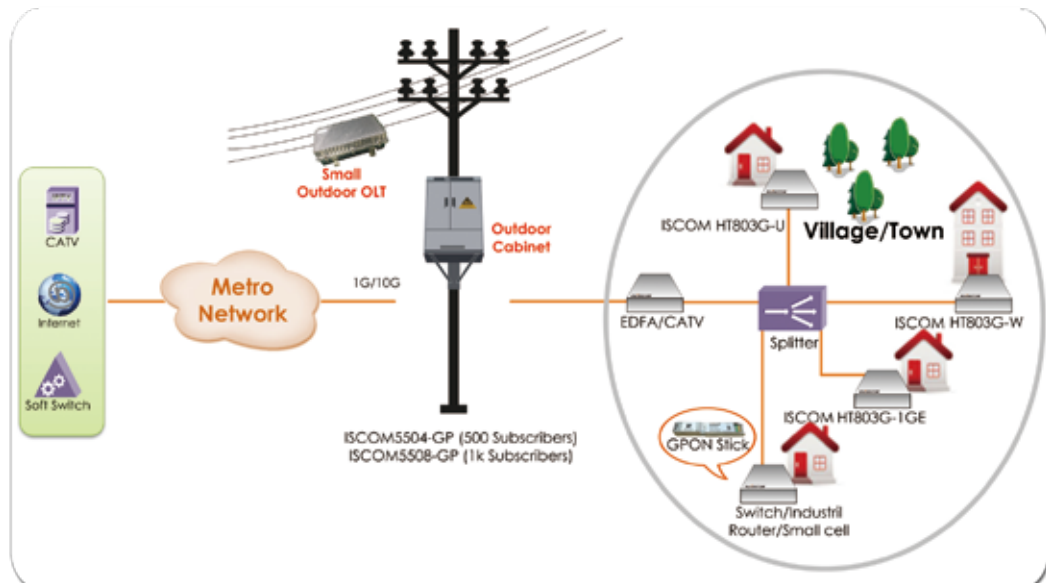 CATV
Internet
Soft Switch
Metro
Network
1G/10G
Small
Outdoor OLT
Outdoor
Cabinet
ISCOM5504-GP (500 Subscribers)
ISCOM5508-GP (1k Subscribers)
EDFA/CATV
ISCOM HT803G-U
Village/Town
Splitter
ISCOM HT803G-W
ISCOM HT803G-1GE
GPON Stick
Switch/Industril
Router/Small cell